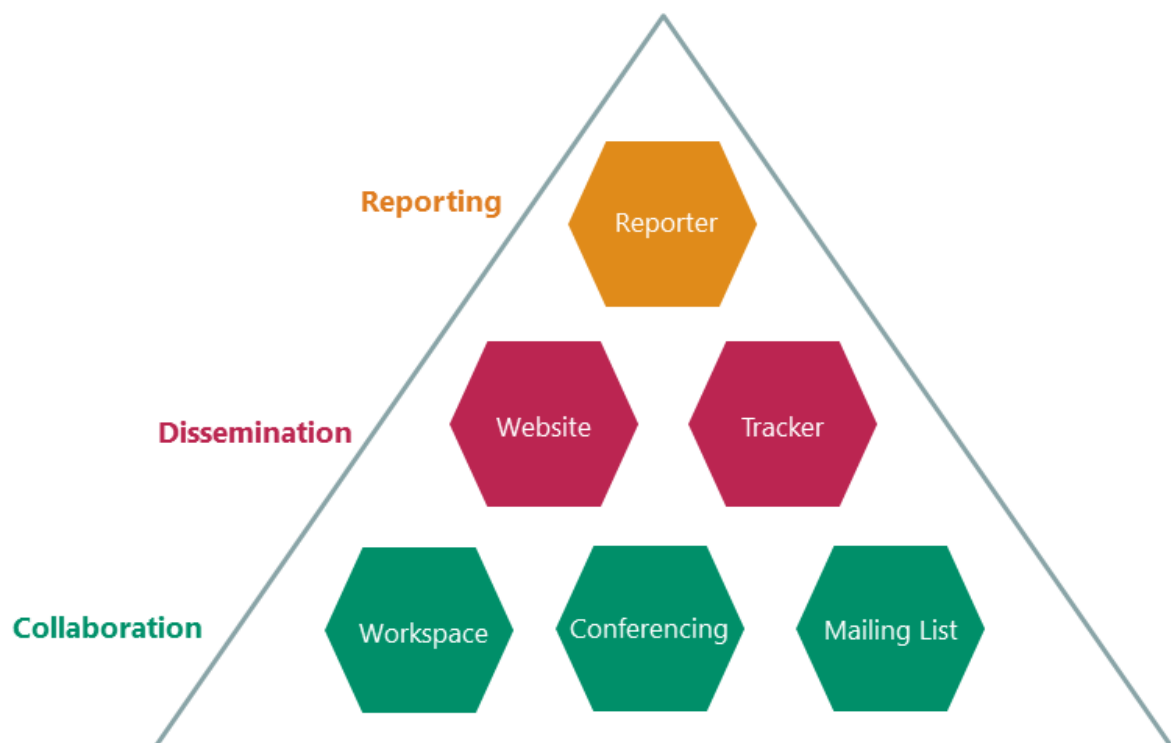 Reporting
Reporter
Dissemination
Website
Tracker
Collaboration
Workspace
Conferencing
Mailing List